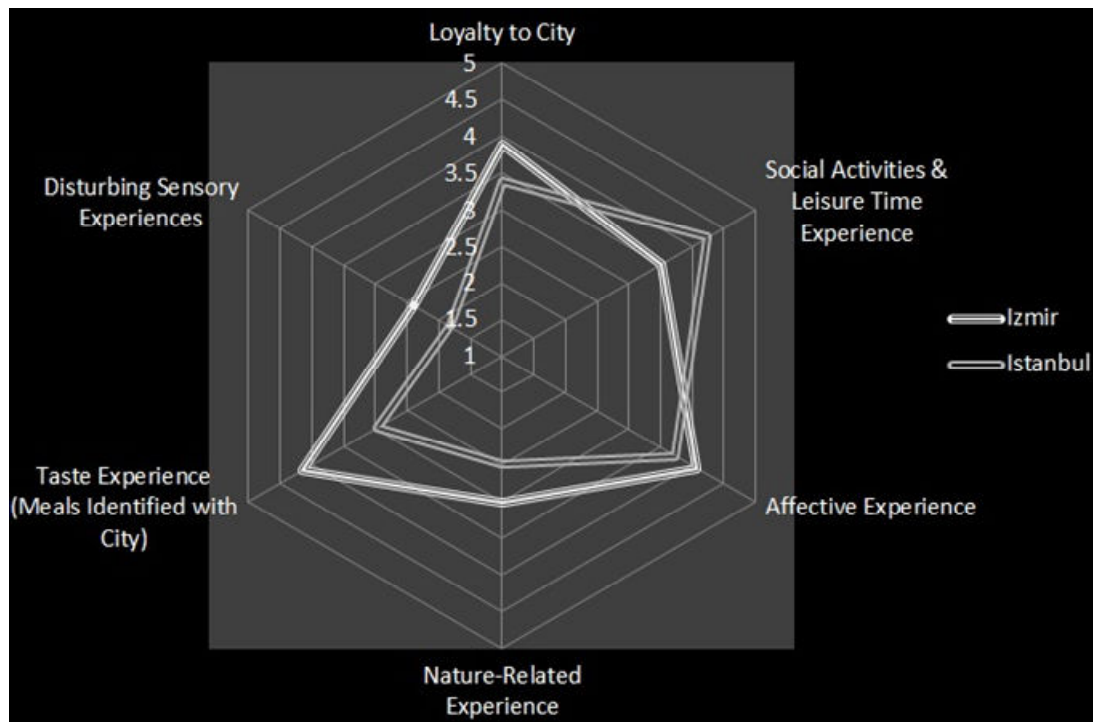 Loyalty to City
5
4.5
4
3.5
3
2.5
2
1.5
1
Social Activities &
Leisure Time
Experience
Disturbing Sensory
Experiences
Izmir
Istanbul
Taste Experience
(Meals Identified with
City)
Affective Experience
Nature-Related
Experience